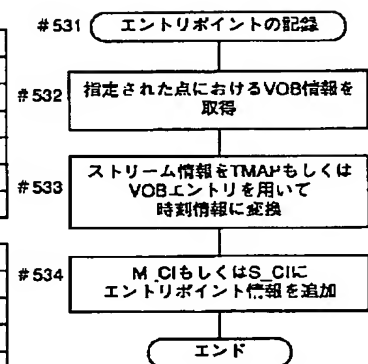 #531 エントリポイントの記録
#532 指定された点におけるVOB情報を
取得
#533 ストリーム情報をTMAPもしくは
VOBエントリを用いて
時刻情報に変換
#534 M_CIもしくはS_CIに
エントリポイント情報を追加
エンド